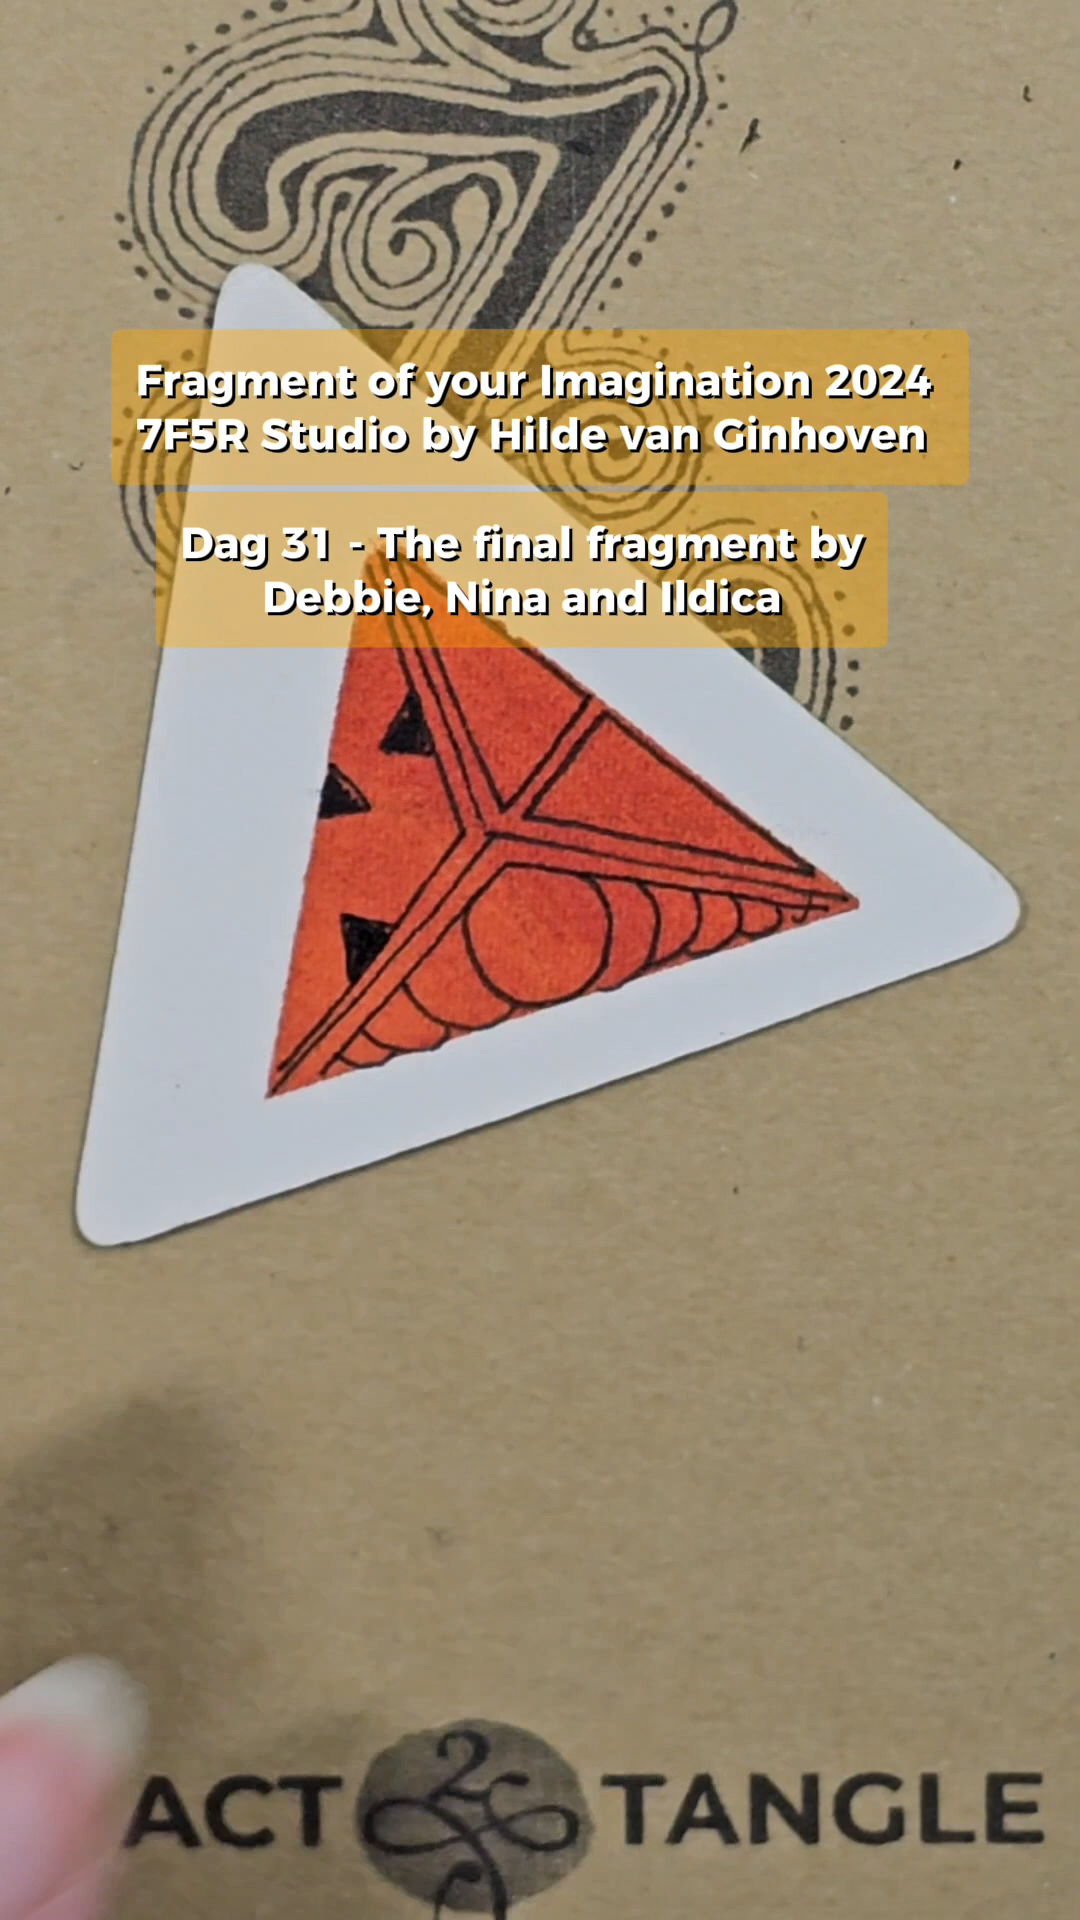 Fragment of your Imagination 2024
7F5R Studio by Hilde van Ginhoven
Dag 31 - The final fragment by
Debbie, Nina and Ildica
ACT 2 TANGLE